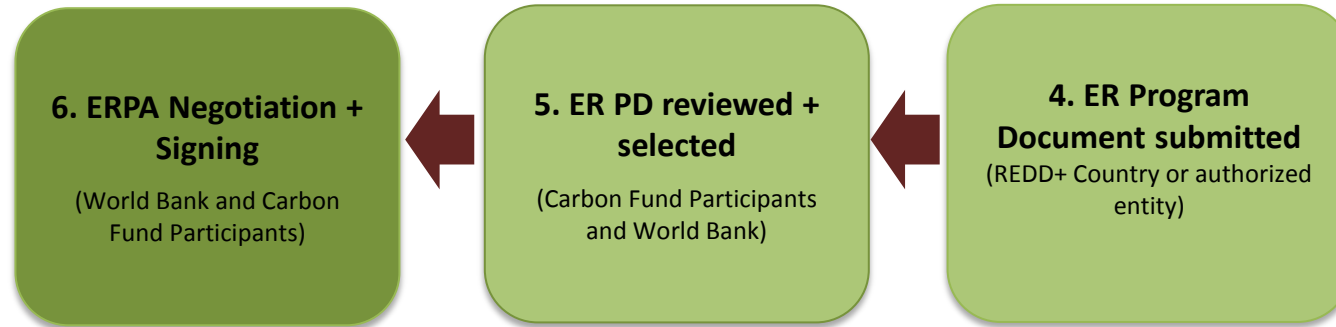 6. ERPA Negotiation +
Signing
(World Bank and Carbon
Fund Participants)
5. ER PD reviewed +
selected
(Carbon Fund Participants
and World Bank)
4. ER Program
Document submitted
(REDD+ Country or authorized
entity)